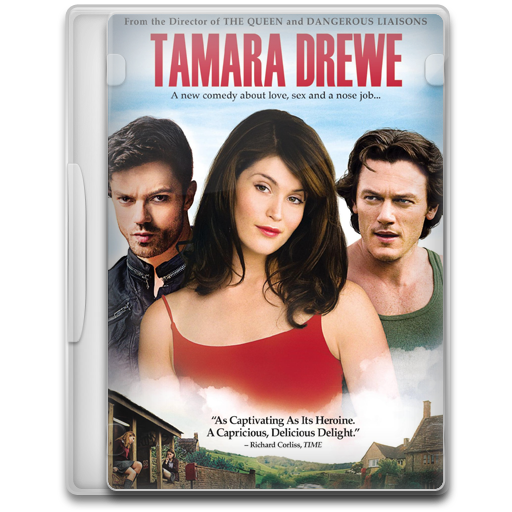 From the Director of THE QUEEN and DANGEROUS LIAISONS
TAMARA DREWE
A new comedy about love, sex and a nose job...
“As Captivating As Its Heroine.
A Capricious, Delicious Delight.”
– Richard Corliss, TIME